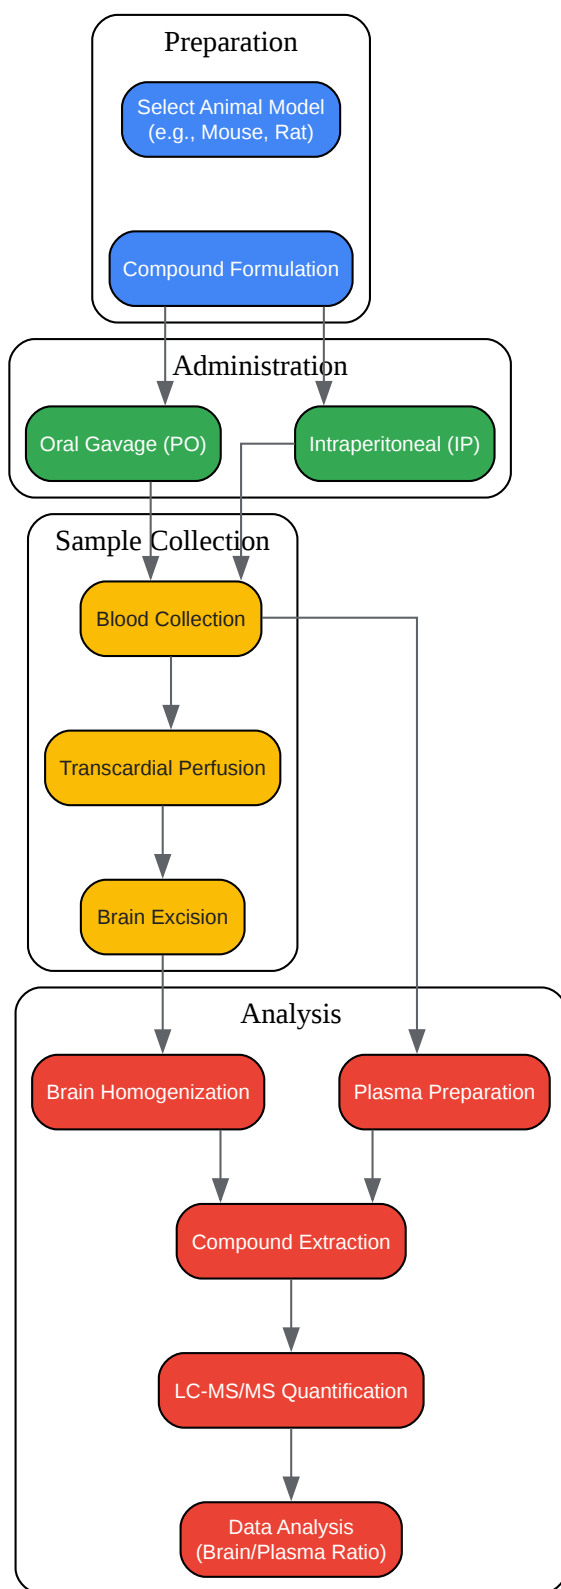 Preparation
Select Animal Model
(e.g., Mouse, Rat)
Compound Formulation
Administration
Oral Gavage (PO)
Intraperitoneal (IP)
Sample Collection
Blood Collection
Transcardial Perfusion
Brain Excision
Analysis
Brain Homogenization
Plasma Preparation
Compound Extraction
LC-MS/MS Quantification
Data Analysis
(Brain/Plasma Ratio)